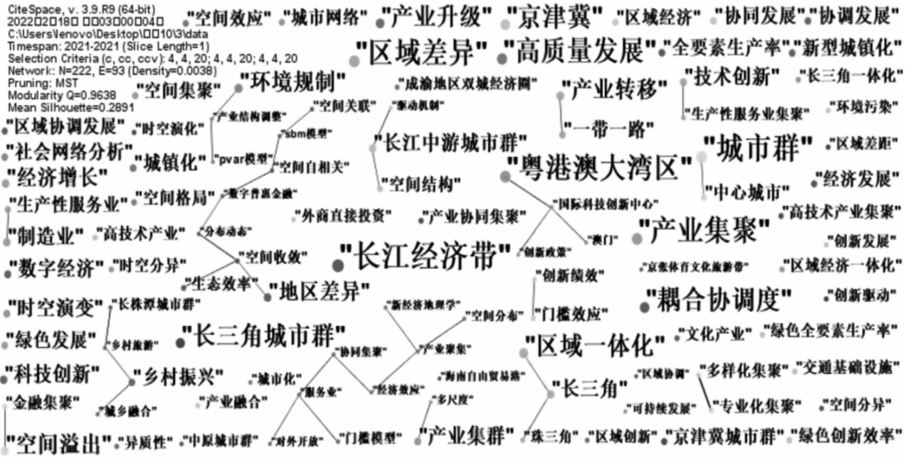 CiteSpace, v. 3.9.R9 (64-bit)
2022年2月18日 03时00分04
C:\Users\lenovo\Desktop\10\3\data
Timespan: 2021-2021 (Slice Length=1)
Selection Criteria (c, cc, ccv): 4, 4, 20; 4, 4, 20; 4, 4, 20
Network: N=222, E=93 (Density=0.0038)
Pruning: MST
Modularity Q=0.9638
Mean Silhouette=0.2891
"空间效应"
"城市网络"
"产业升级"
"京津冀"
"区域经济"
"协同发展"
"协调发展"
"区域差异"
"高质量发展"
"全要素生产率"
"新型城镇化"
"空间集聚"
"环境规制"
"成渝地区双城经济圈"
"产业转移"
"技术创新"
"长三角一体化"
"空间关联"
"驱动机制"
"产业结构调整"
"生产性服务业集聚"
"环境污染"
"区域协调发展"
"时空演化"
"sbm模型"
"一带一路"
"长江中游城市群"
"城市群"
"区域差距"
"社会网络分析"
"城镇化"
"pvar模型"
"空间自相关"
"粤港澳大湾区"
"经济增长"
"空间结构"
"中心城市"
"经济发展"
"生产性服务业"
"空间格局"
"数字普惠金融"
"外商直接投资"
"产业协同集聚"
"国际科技创新中心"
"高技术产业集聚"
"制造业"
"高技术产业"
"分布动态"
"产业集聚"
"澳门"
"创新发展"
"创新政策"
"长江经济带"
"空间收敛"
"数字经济"
"时空分异"
"京张体育文化旅游带"
"区域经济一体化"
"生态效率"
"地区差异"
"创新绩效"
"时空演变"
"长株潭城市群"
"新经济地理学"
"空间分布"
"门槛效应"
"耦合协调度"
"创新驱动"
"绿色发展"
"乡村旅游"
"长三角城市群"
"协同集聚"
"产业聚集"
"区域一体化"
"文化产业"
"绿色全要素生产率"
"科技创新"
"乡村振兴"
"城市化"
"海南自由贸易港"
"区域协调"
"多样化集聚"
"交通基础设施"
"金融集聚"
"城乡融合"
"产业融合"
"服务业"
"经济效应"
"多尺度"
"长三角"
"可持续发展"
"专业化集聚"
"空间分异"
"空间溢出"
"异质性"
"中原城市群"
"对外开放"
"门槛模型"
"产业集群"
"珠三角"
"区域创新"
"京津冀城市群"
"绿色创新效率"